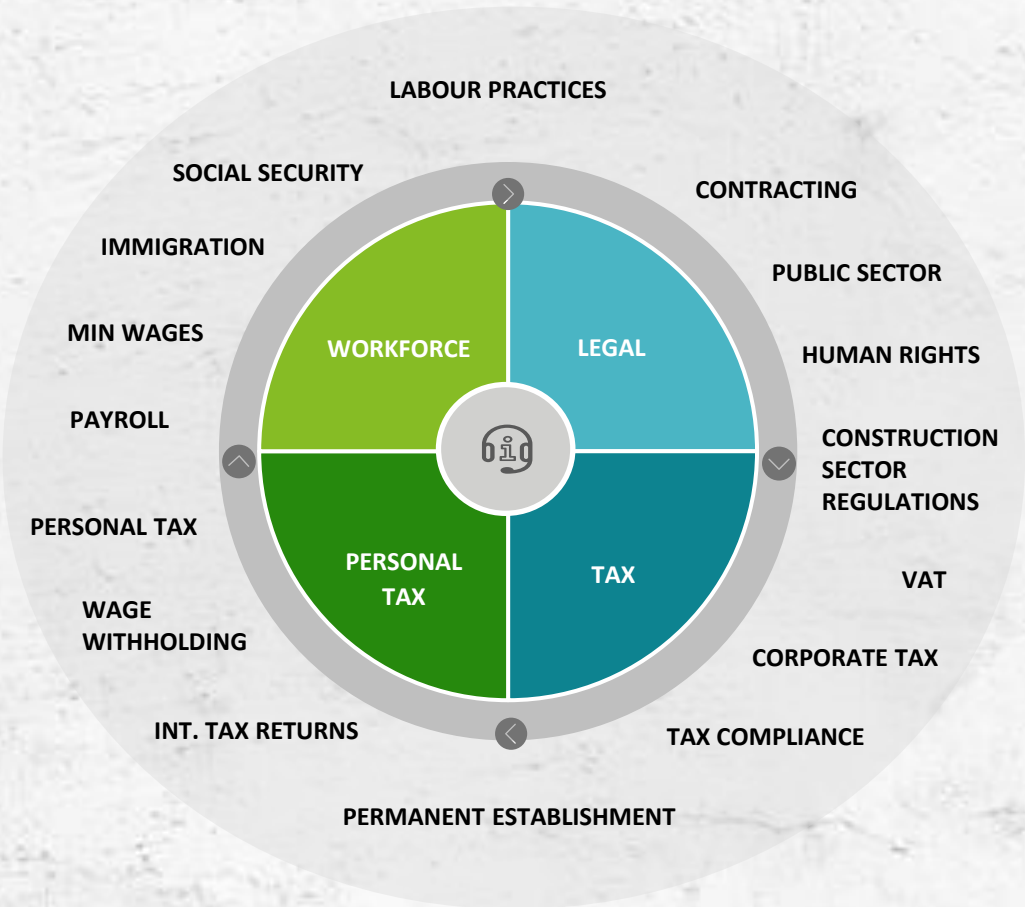 LABOUR PRACTICES
SOCIAL SECURITY
CONTRACTING
IMMIGRATION
PUBLIC SECTOR
MIN WAGES
WORKFORCE
LEGAL
HUMAN RIGHTS
PAYROLL
CONSTRUCTION
SECTOR
REGULATIONS
PERSONAL TAX
PERSONAL
TAX
TAX
VAT
WAGE
WITHHOLDING
CORPORATE TAX
INT. TAX RETURNS
TAX COMPLIANCE
PERMANENT ESTABLISHMENT